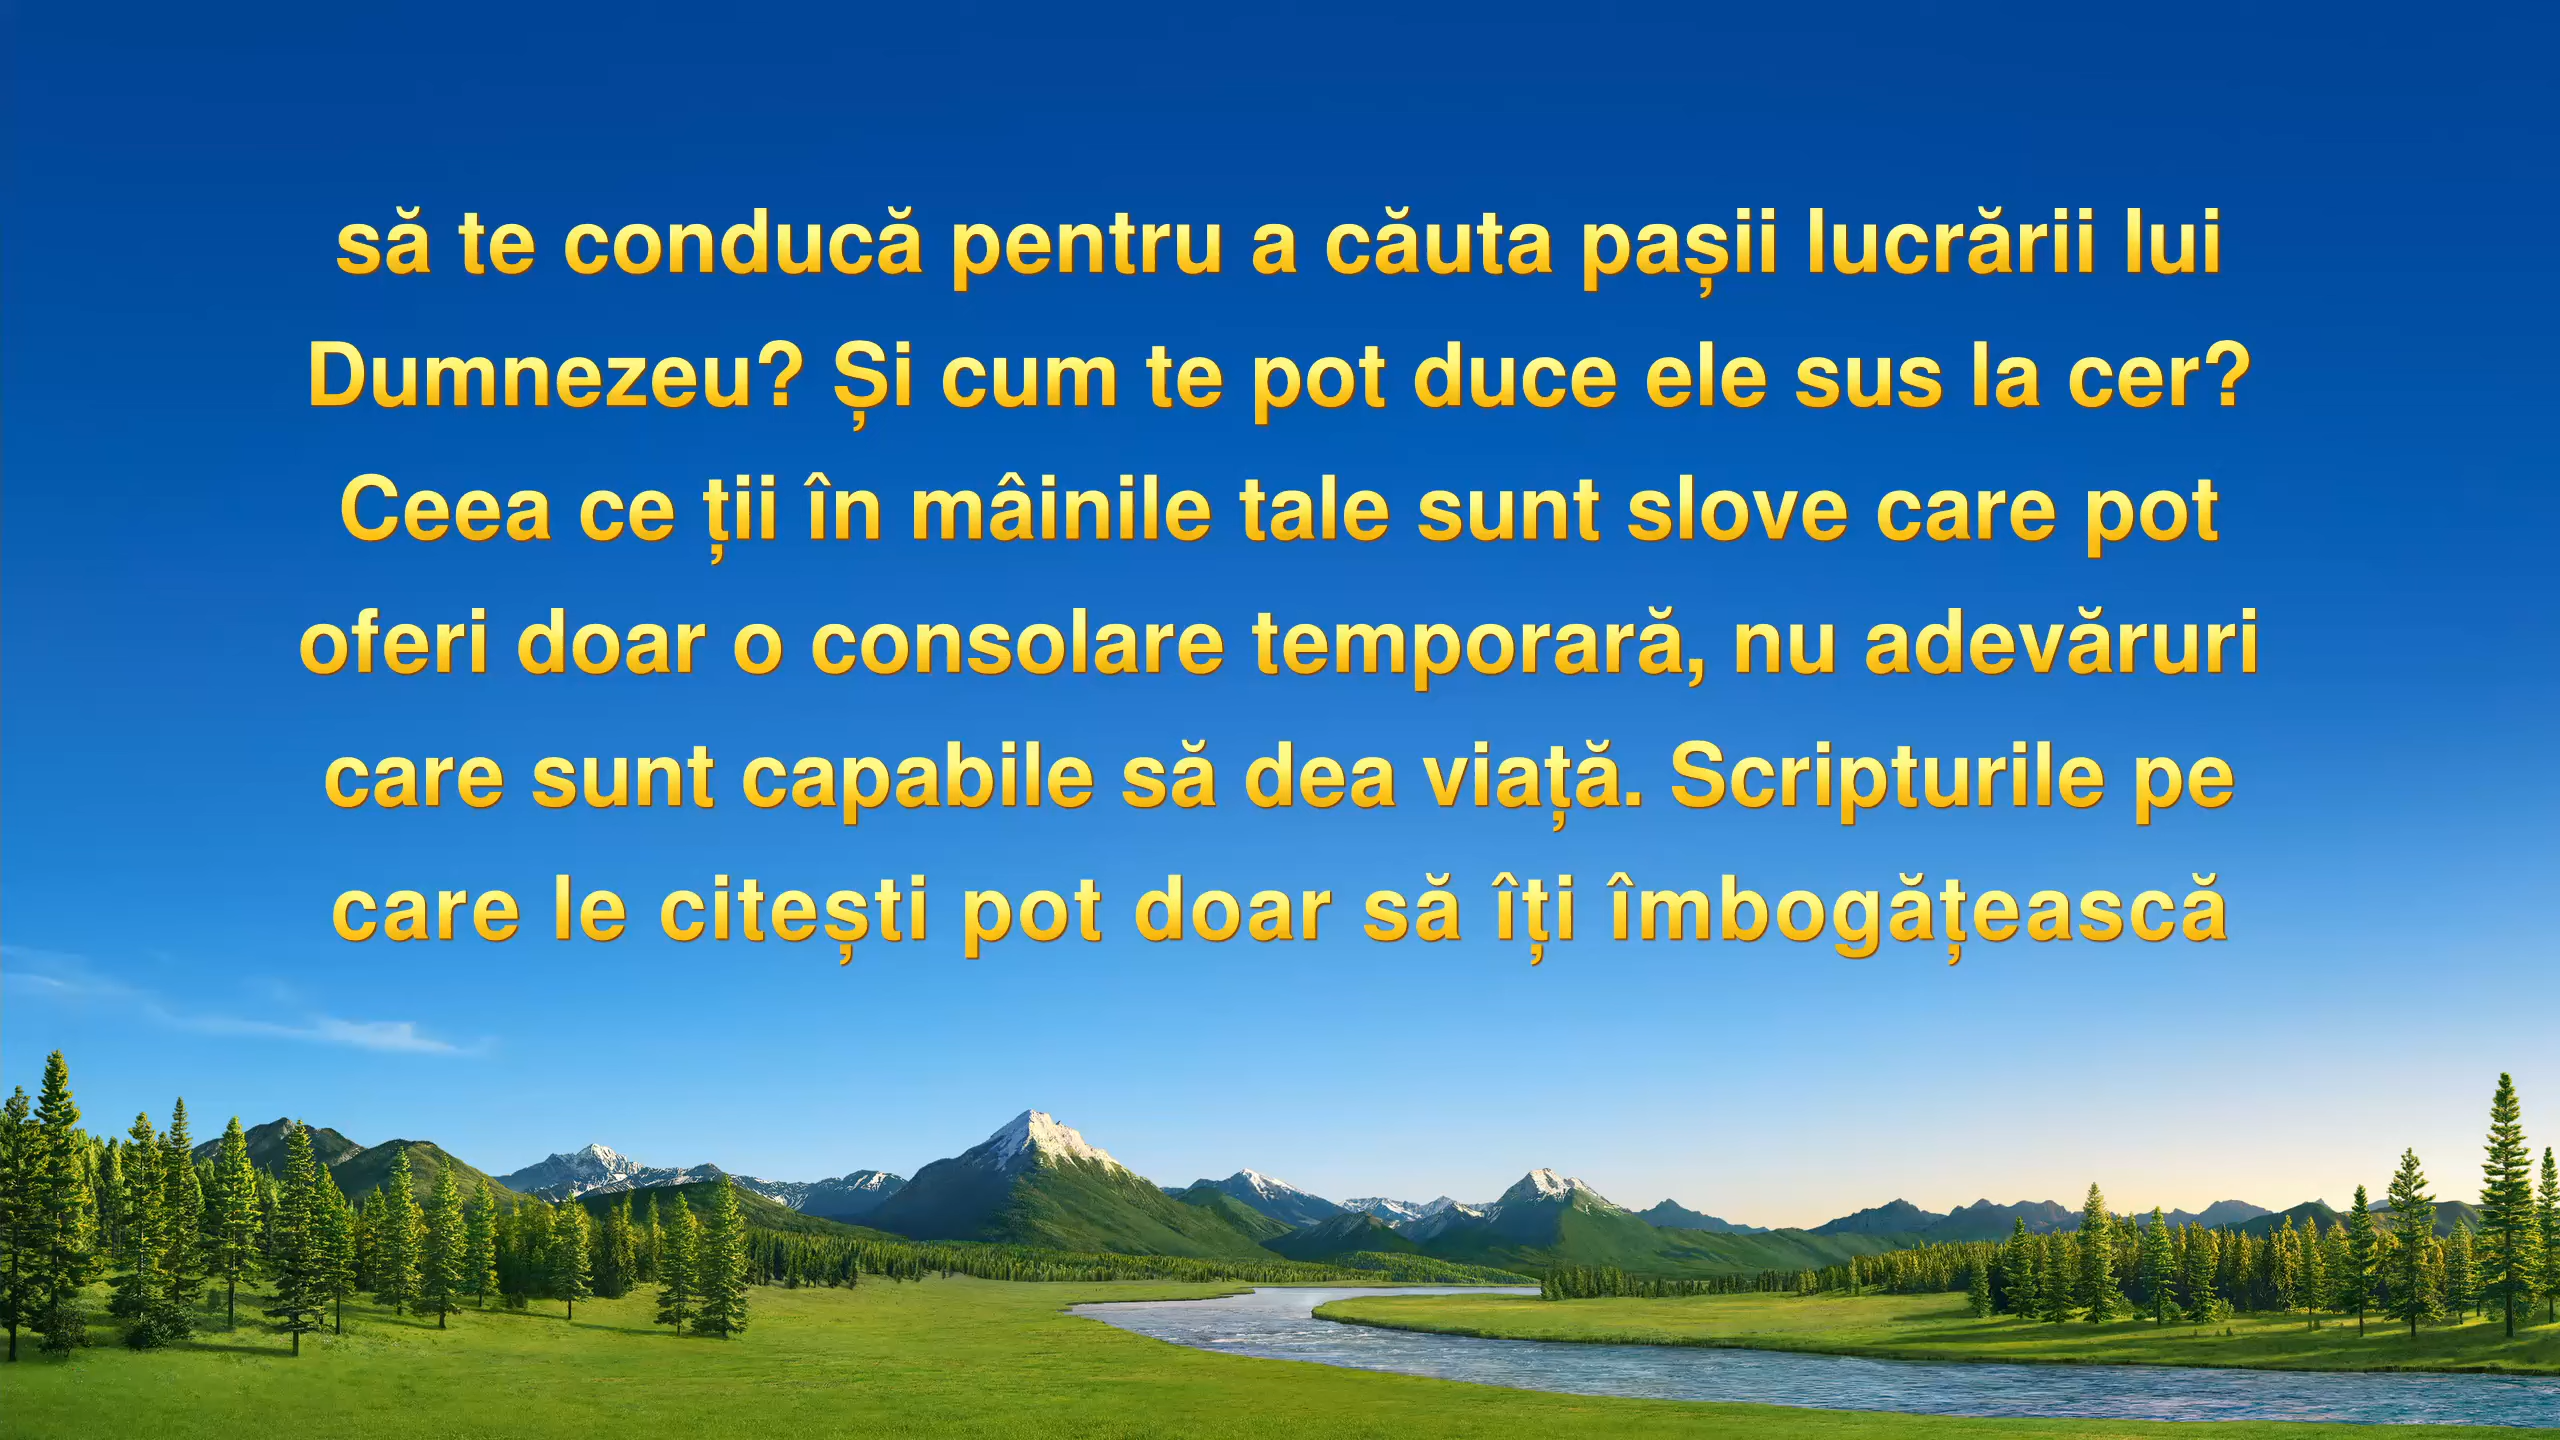 să te conducă pentru a căuta pașii lucrării lui
Dumnezeu? Și cum te pot duce ele sus la cer?
Ceea ce ții în mâinile tale sunt slove care pot
oferi doar o consolare temporară, nu adevăruri
care sunt capabile să dea viață. Scripturile pe
care le citești pot doar să îți îmbogățească